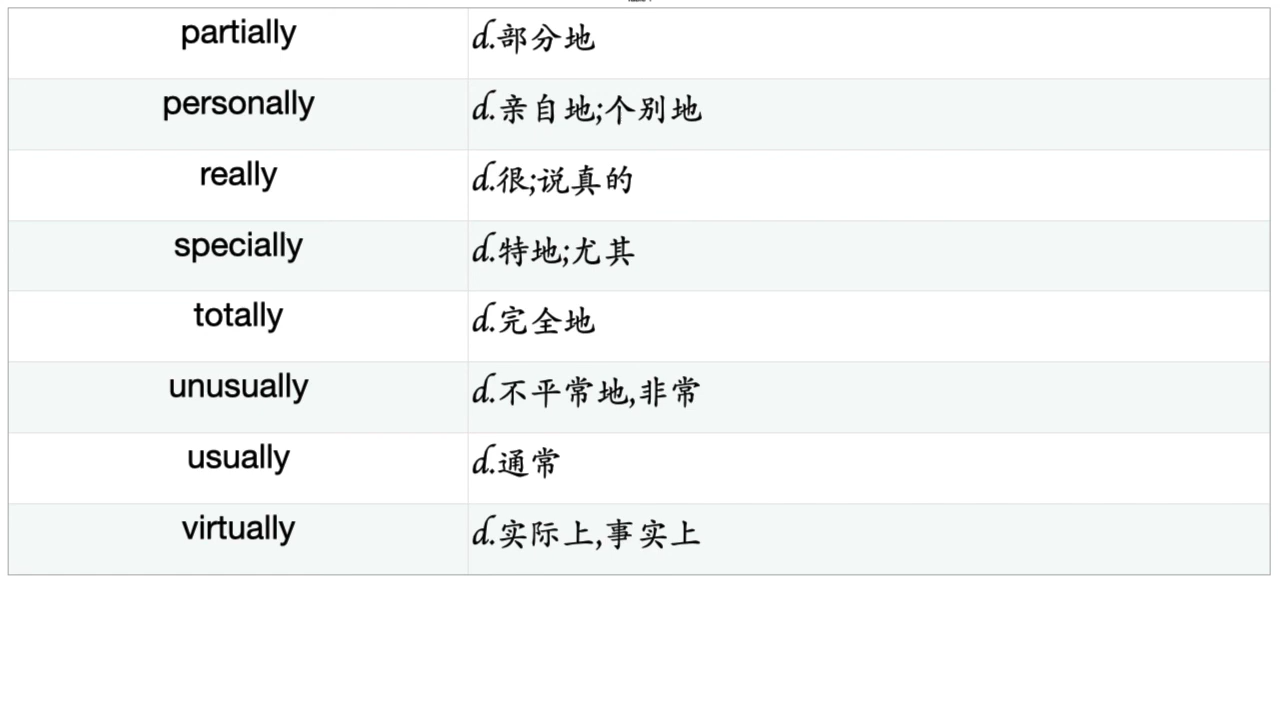 partially d.部分地
personally d.亲自地;个别地
really d.很;说真的
specially d.特地;尤其
totally d.完全地
unusually d.不平常地,非常
usually d.通常
virtually d.实际上,事实上